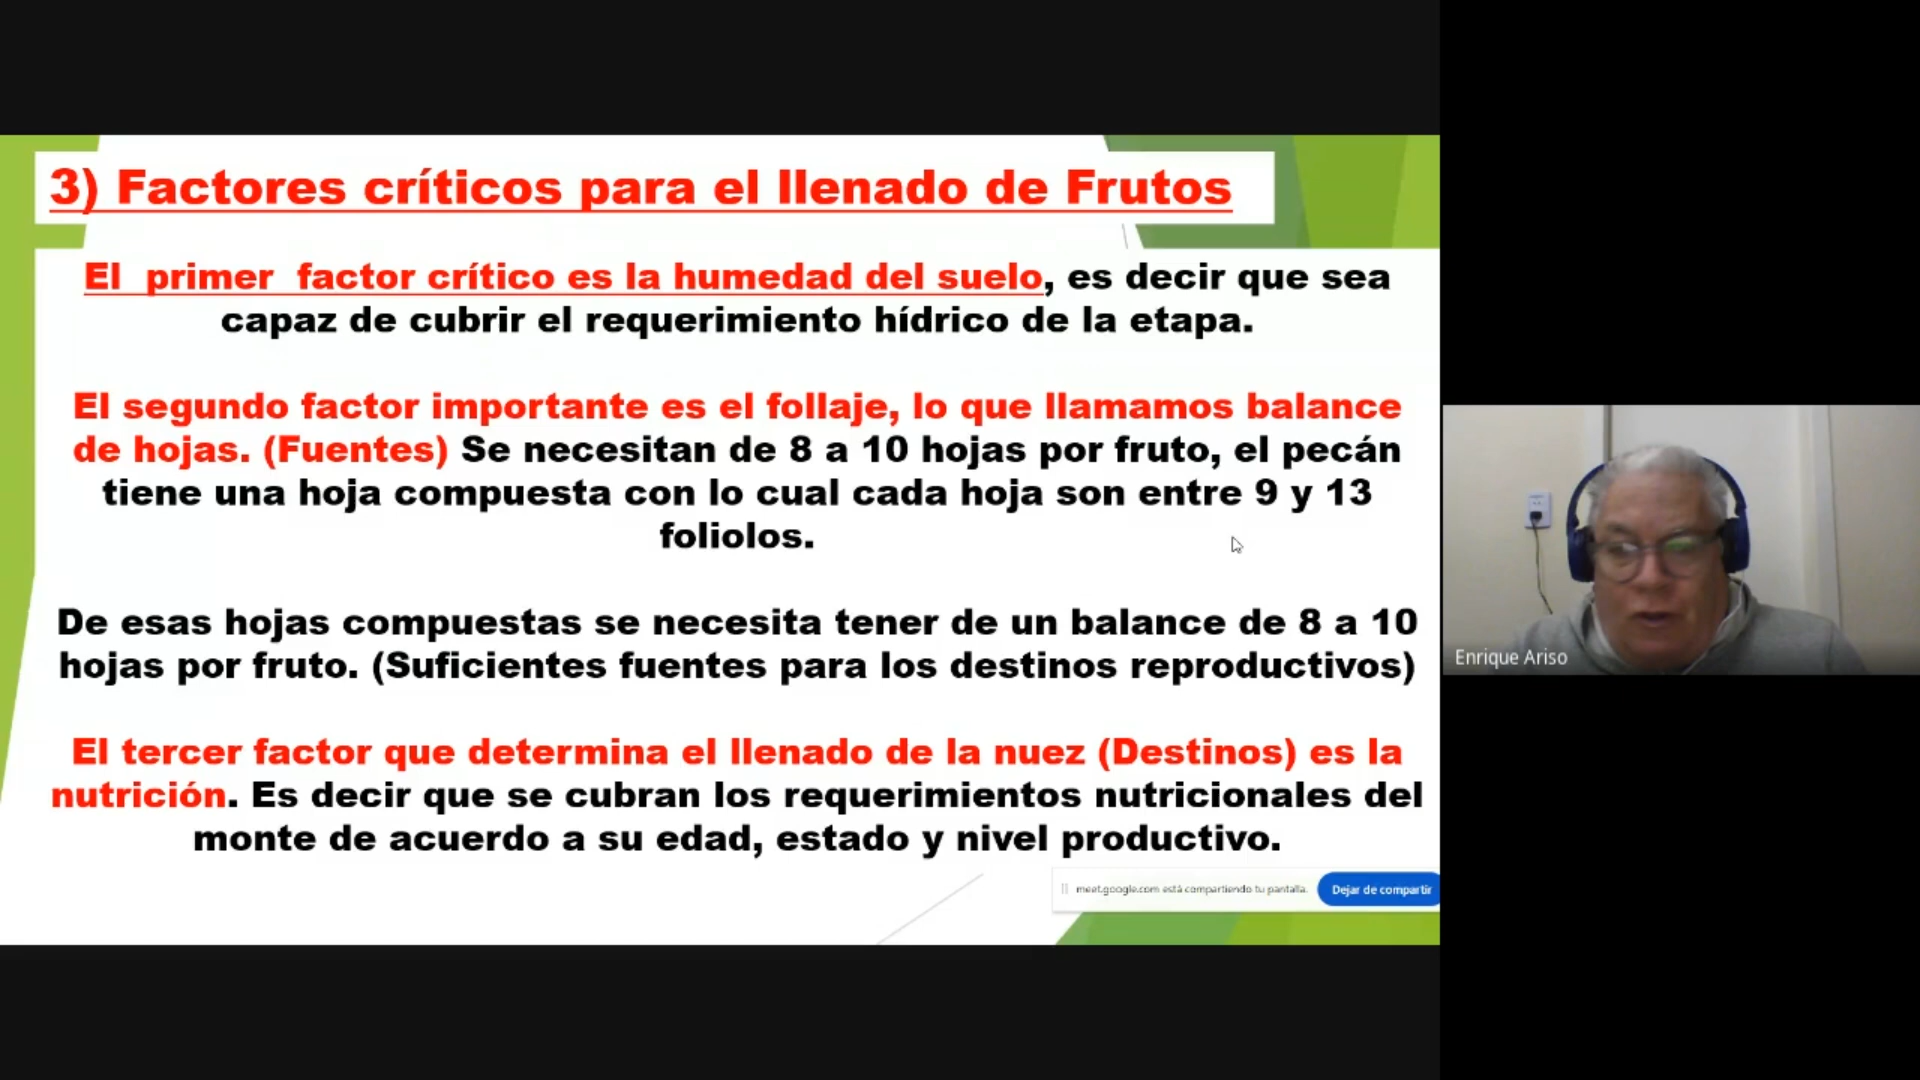 3) Factores críticos para el llenado de Frutos
El primer factor crítico es la humedad del suelo, es decir que sea
capaz de cubrir el requerimiento hídrico de la etapa.
El segundo factor importante es el follaje, lo que llamamos balance
de hojas. (Fuentes) Se necesitan de 8 a 10 hojas por fruto, el pecán
tiene una hoja compuesta con lo cual cada hoja son entre 9 y 13
foliolos.
De esas hojas compuestas se necesita tener de un balance de 8 a 10
hojas por fruto. (Suficientes fuentes para los destinos reproductivos)
El tercer factor que determina el llenado de la nuez (Destinos) es la
nutrición. Es decir que se cubran los requerimientos nutricionales del
monte de acuerdo a su edad, estado y nivel productivo.
meet.google.com está compartiendo tu pantalla.
Dejar de compartir
Enrique Ariso